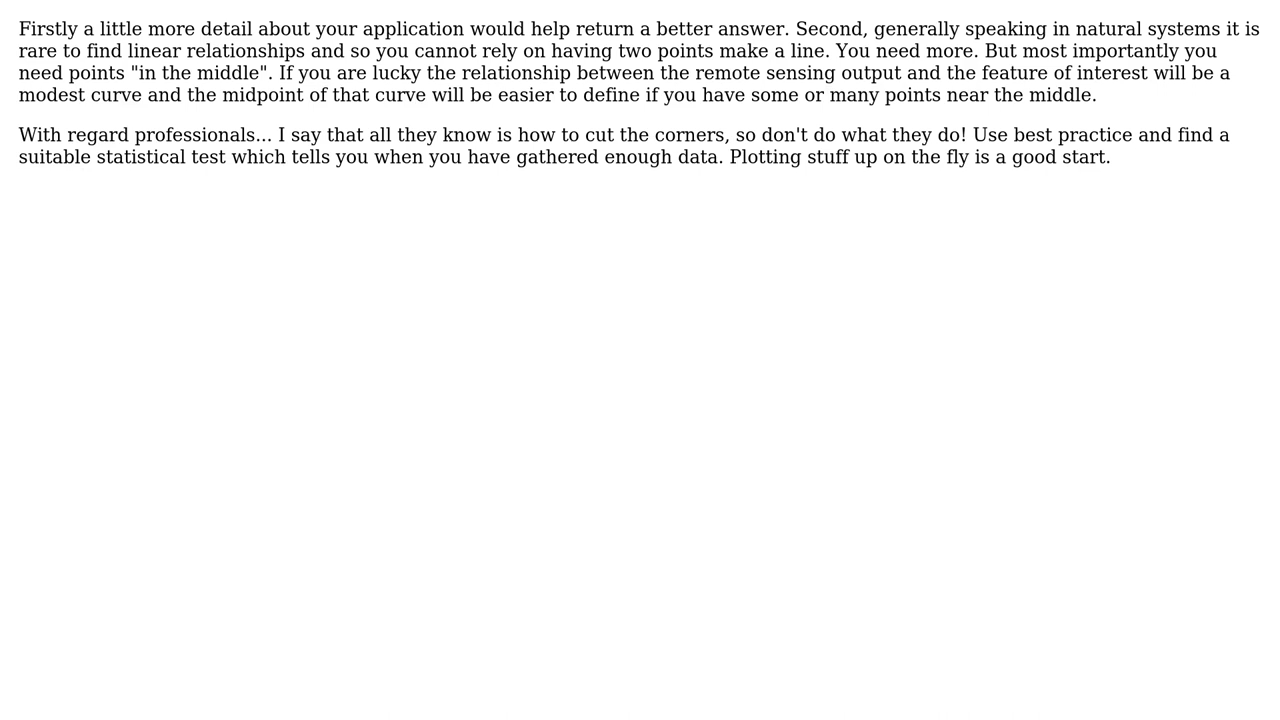 Firstly a little more detail about your application would help return a better answer. Second, generally speaking in natural systems it is
rare to find linear relationships and so you cannot rely on having two points make a line. You need more. But most importantly you
need points "in the middle". If you are lucky the relationship between the remote sensing output and the feature of interest will be a
modest curve and the midpoint of that curve will be easier to define if you have some or many points near the middle.
With regard professionals... I say that all they know is how to cut the corners, so don't do what they do! Use best practice and find a
suitable statistical test which tells you when you have gathered enough data. Plotting stuff up on the fly is a good start.